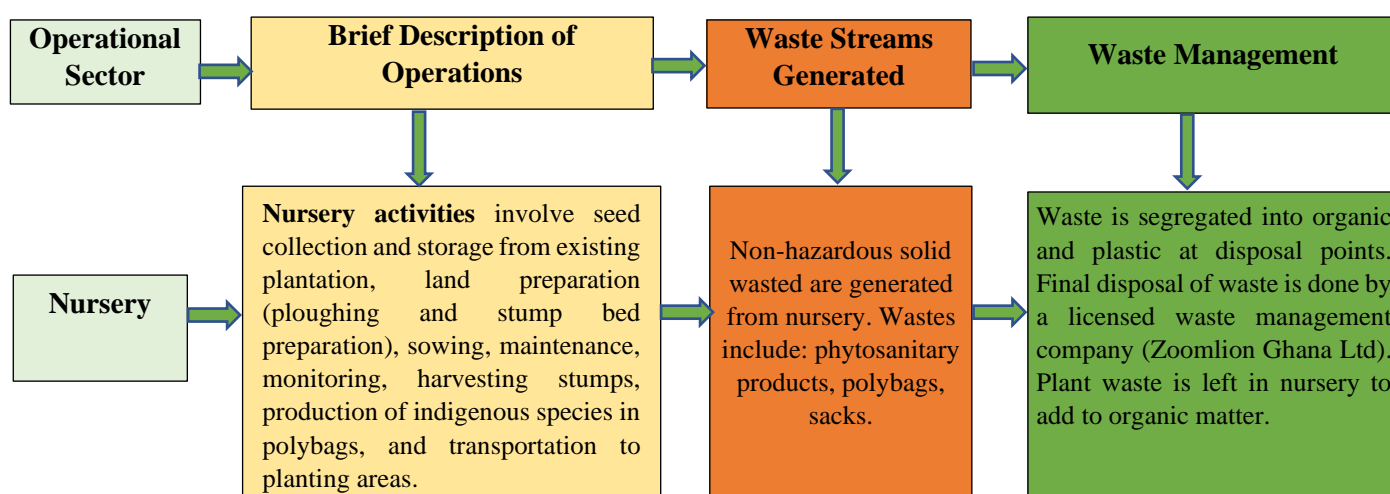 Operational
Sector
Brief Description of
Operations
Waste Streams
Generated
Waste Management
Nursery
Nursery activities involve seed
collection and storage from existing
plantation, land preparation
(ploughing and stump bed
preparation), sowing, maintenance,
monitoring, harvesting stumps,
production of indigenous species in
polybags, and transportation to
planting areas.
Non-hazardous solid
wasted are generated
from nursery. Wastes
include: phytosanitary
products, polybags,
sacks.
Waste is segregated into organic
and plastic at disposal points.
Final disposal of waste is done by
a licensed waste management
company (Zoomlion Ghana Ltd).
Plant waste is left in nursery to
add to organic matter.